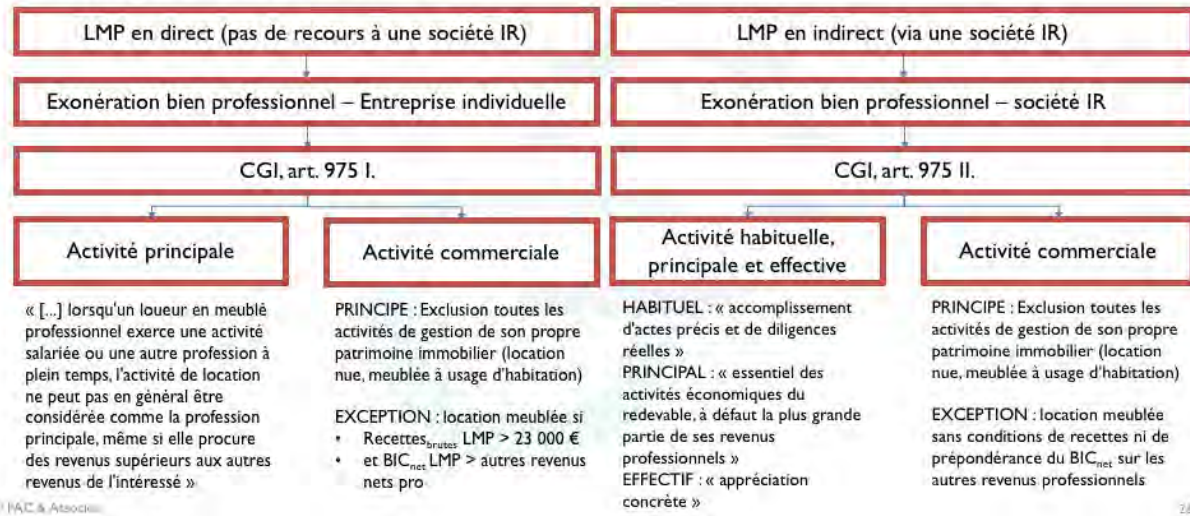 LMP en direct (pas de recours à une société IR)
Exonération bien professionnel – Entreprise individuelle
CGI, art. 975 I.
Activité principale
« [...] lorsqu'un loueur en meublé
professionnel exerce une activité
salariée ou une autre profession à
plein temps, l'activité de location
ne peut pas en général être
considérée comme la profession
principale, même si elle procure
des revenus supérieurs aux autres
revenus de l'intéressé »
Activité commerciale
PRINCIPE : Exclusion toutes les
activités de gestion de son propre
patrimoine immobilier (location
nue, meublée à usage d'habitation)
EXCEPTION : location meublée si
• Recettes brutes LMP > 23 000 €
• et BIC net LMP > autres revenus
nets pro
LMP en indirect (via une société IR)
Exonération bien professionnel – société IR
CGI, art. 975 II.
Activité habituelle,
principale et effective
HABITUEL : « accomplissement
d'actes précis et de diligences
réelles »
PRINCIPAL : « essentiel des
activités économiques du
redevable, à défaut la plus grande
partie de ses revenus
professionnels »
EFFECTIF : « appréciation
concrète »
Activité commerciale
PRINCIPE : Exclusion toutes les
activités de gestion de son propre
patrimoine immobilier (location
nue, meublée à usage d'habitation)
EXCEPTION : location meublée
sans conditions de recettes ni de
prépondérance du BIC net sur les
autres revenus professionnels
& Associés